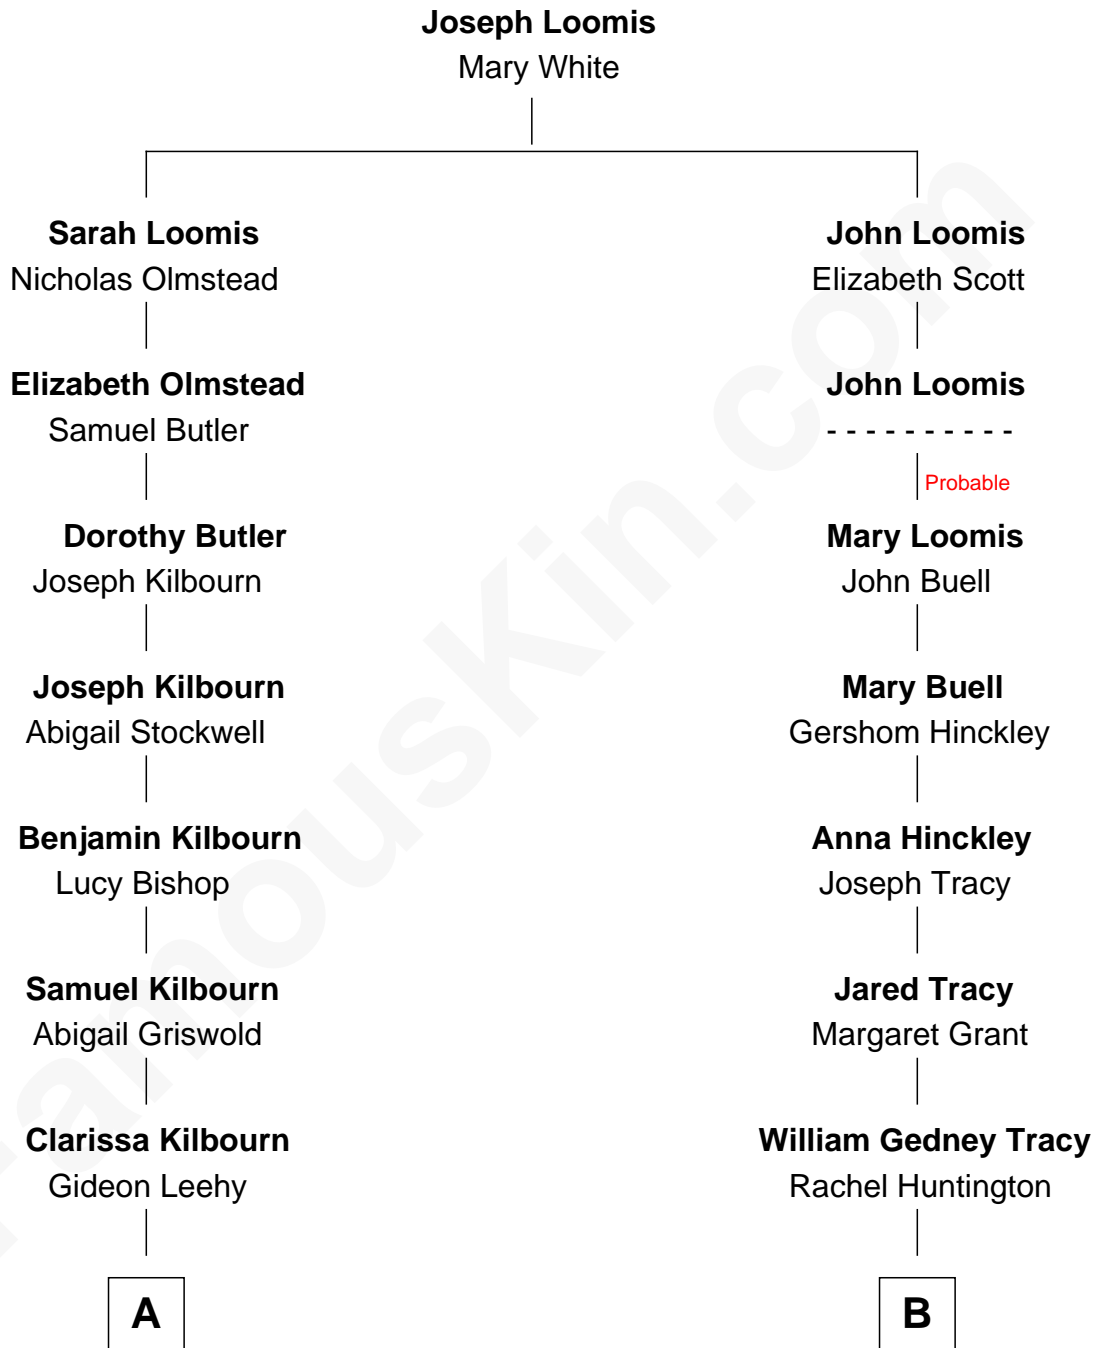 Joseph Loomis
Mary White
Sarah Loomis
Nicholas Olmstead
John Loomis
Elizabeth Scott
Elizabeth Olmstead
Samuel Butler
John Loomis
- - - - - - - - - -
Probable
Dorothy Butler
Joseph Kilbourn
Mary Loomis
John Buell
Joseph Kilbourn
Abigail Stockwell
Mary Buell
Gershom Hinckley
Benjamin Kilbourn
Lucy Bishop
Anna Hinckley
Joseph Tracy
Samuel Kilbourn
Abigail Griswold
Jared Tracy
Margaret Grant
Clarissa Kilbourn
Gideon Leehy
William Gedney Tracy
Rachel Huntington
A
B
FamousKin.com